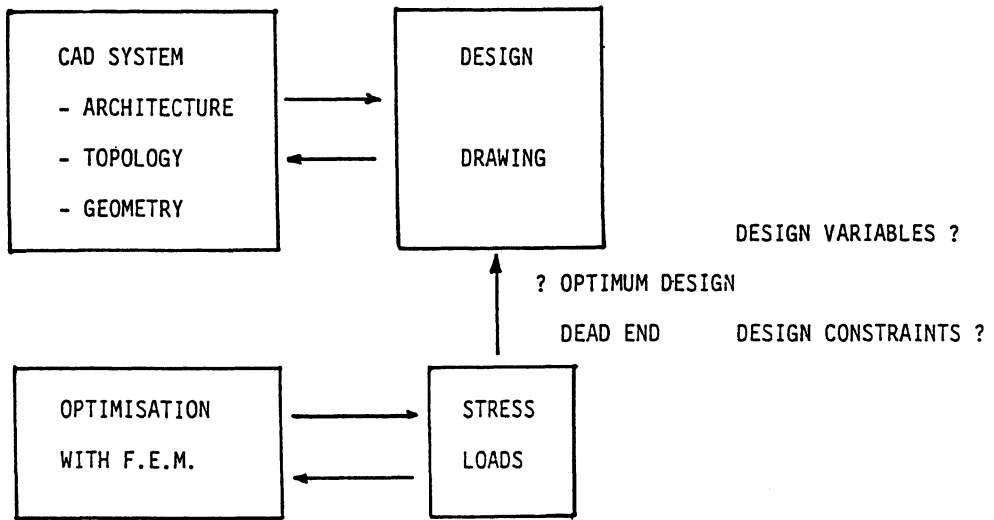 CAD SYSTEM
- ARCHITECTURE
- TOPOLOGY
- GEOMETRY
DESIGN
DRAWING
DESIGN VARIABLES ?
? OPTIMUM DESIGN
DEAD END
DESIGN CONSTRAINTS ?
OPTIMISATION
WITH F.E.M.
STRESS
LOADS